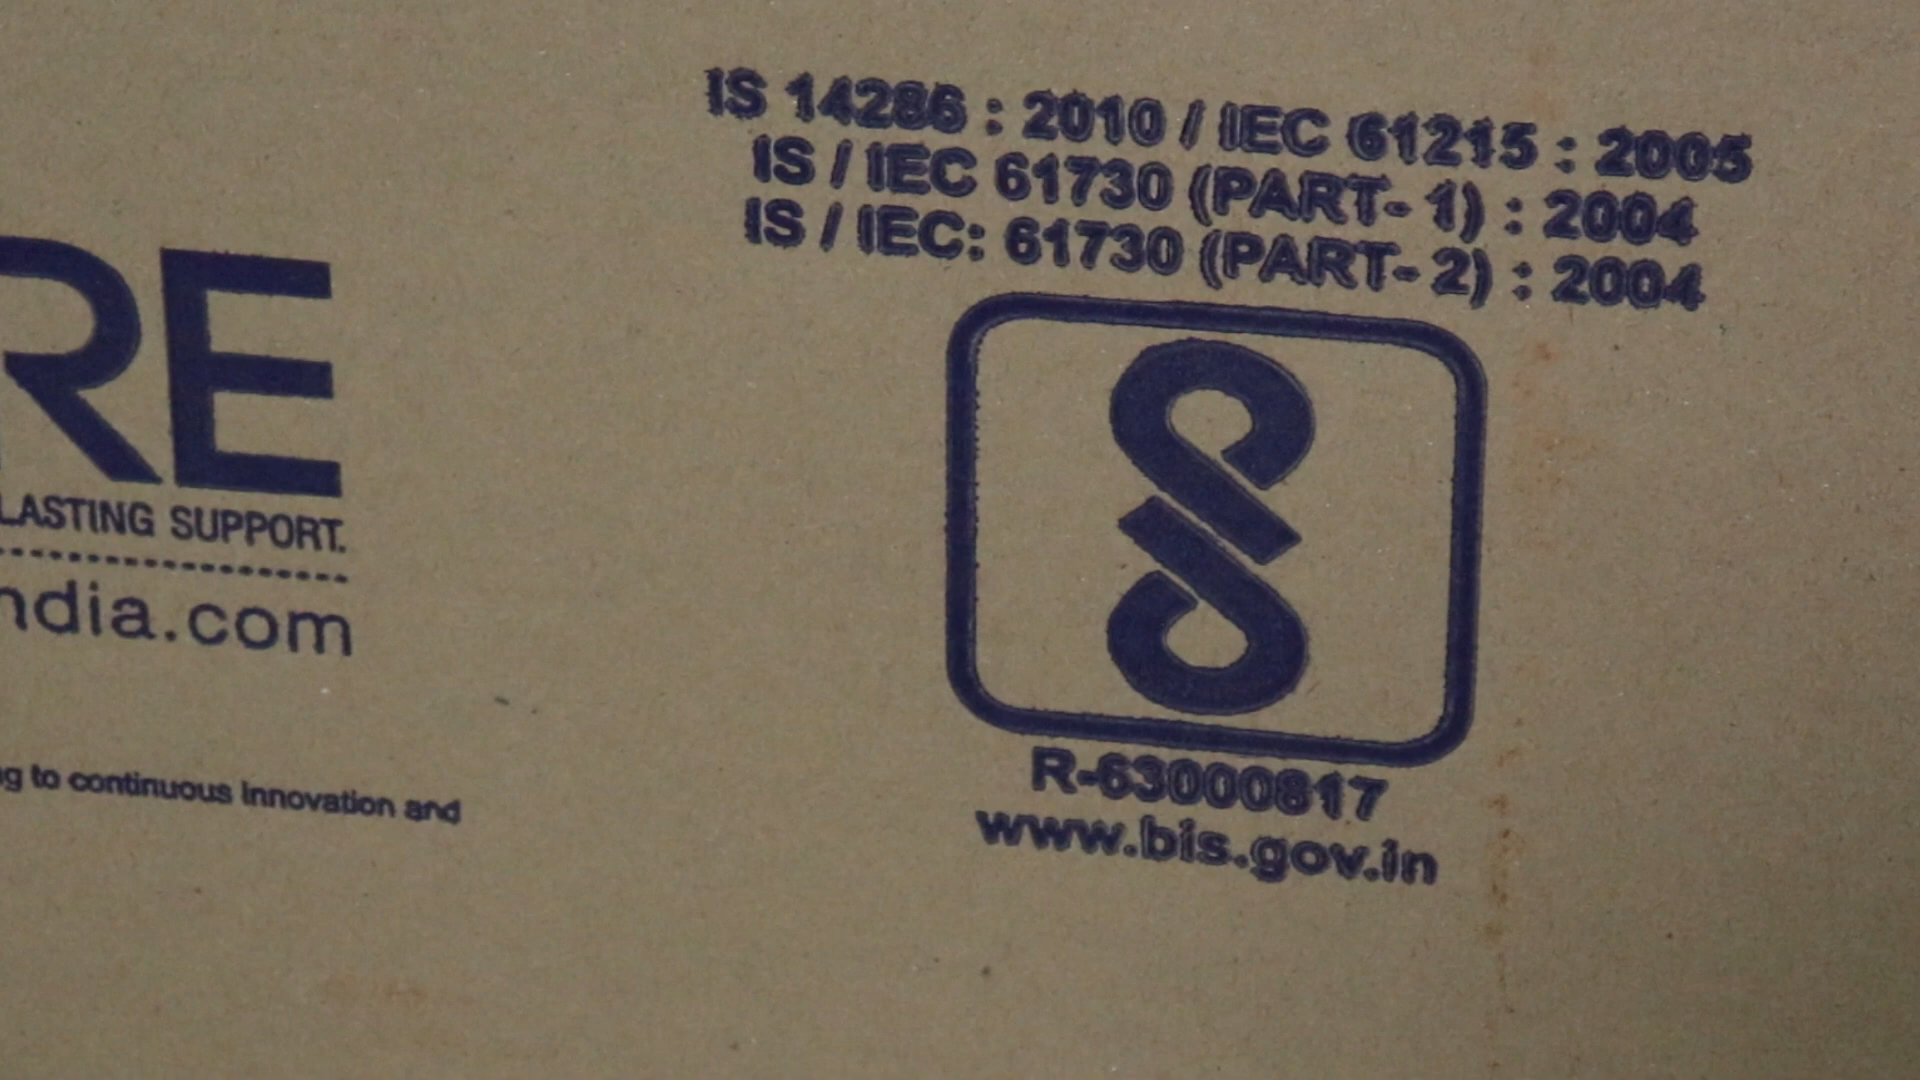 IS 14286 : 2010 / IEC 61215 : 2005
IS / IEC 61730 (PART- 1) : 2004
IS / IEC: 61730 (PART- 2) : 2004
RE
LASTING SUPPORT.
ndia.com
R-63000817
www.bis.gov.in
g to continuous innovation and